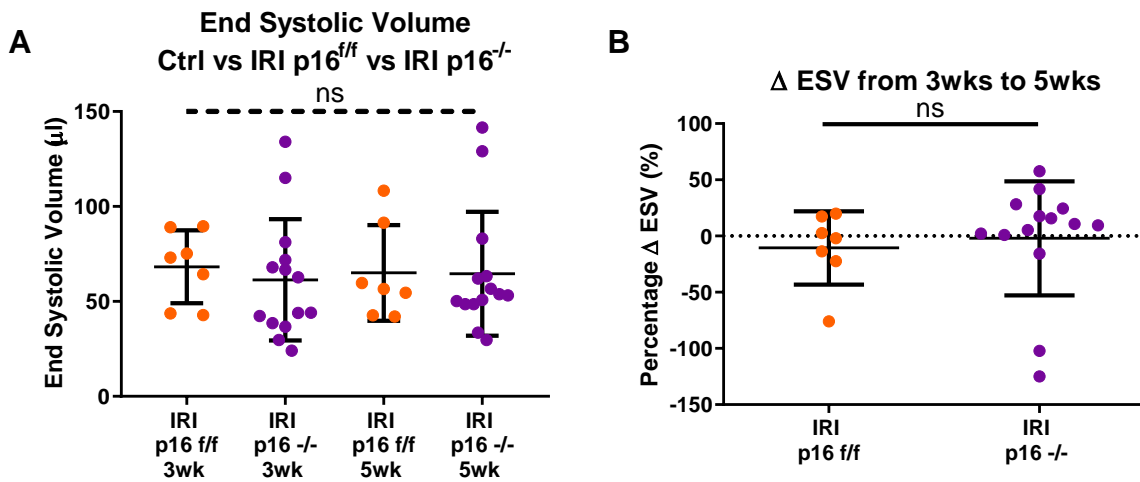 A
End Systolic Volume
Ctrl vs IRI p16^f/f vs IRI p16^-/-
ns
End Systolic Volume (μl)
150
100
50
0
IRI
p16 f/f
3wk
IRI
p16 -/-
3wk
IRI
p16 f/f
5wk
IRI
p16 -/-
5wk
B
Δ ESV from 3wks to 5wks
ns
Percentage Δ ESV (%)
100
50
0
-50
-100
-150
IRI
p16 f/f
IRI
p16 -/-